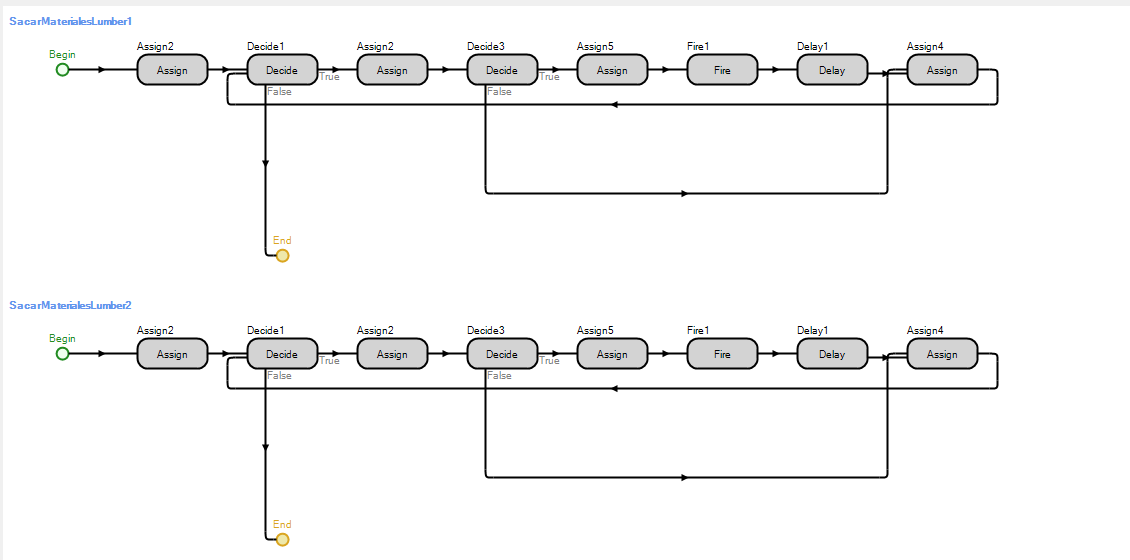 SacarMaterialesLumber1
Begin
Assign2 Decide1 Assign2 Decide3 Assign5 Fire1 Delay1 Assign4
Assign Decide Assign Decide Assign Fire Delay Assign
True True
False False
End
SacarMaterialesLumber2
Begin
Assign2 Decide1 Assign2 Decide3 Assign5 Fire1 Delay1 Assign4
Assign Decide Assign Decide Assign Fire Delay Assign
True True
False False
End